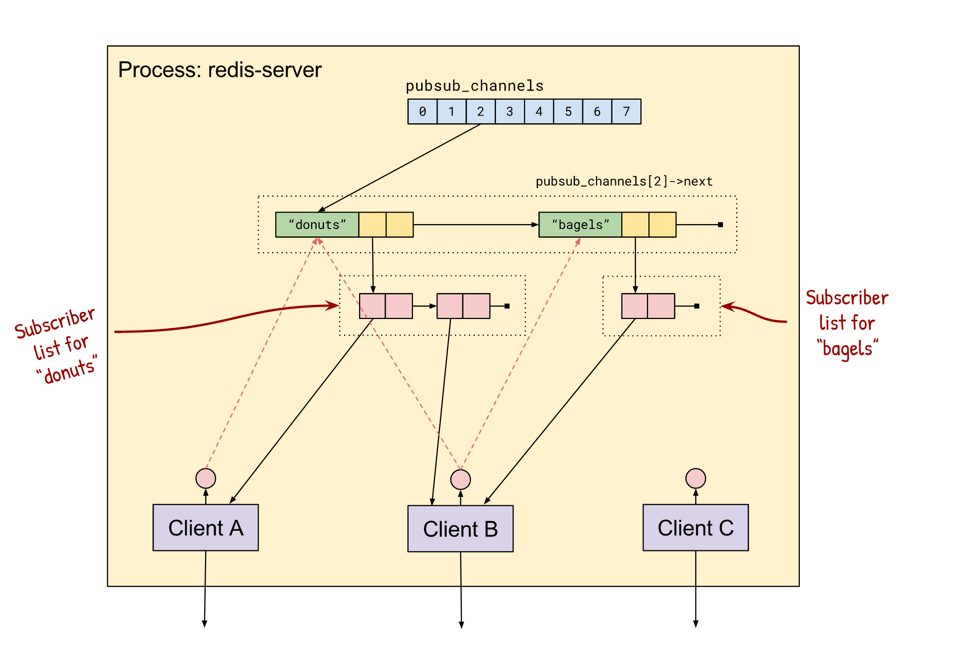 Process: redis-server
pubsub_channels
0 1 2 3 4 5 6 7
pubsub_channels[2]->next
“donuts”
“bagels”
Subscriber
list for
“donuts”
Subscriber
list for
“bagels”
Client A
Client B
Client C